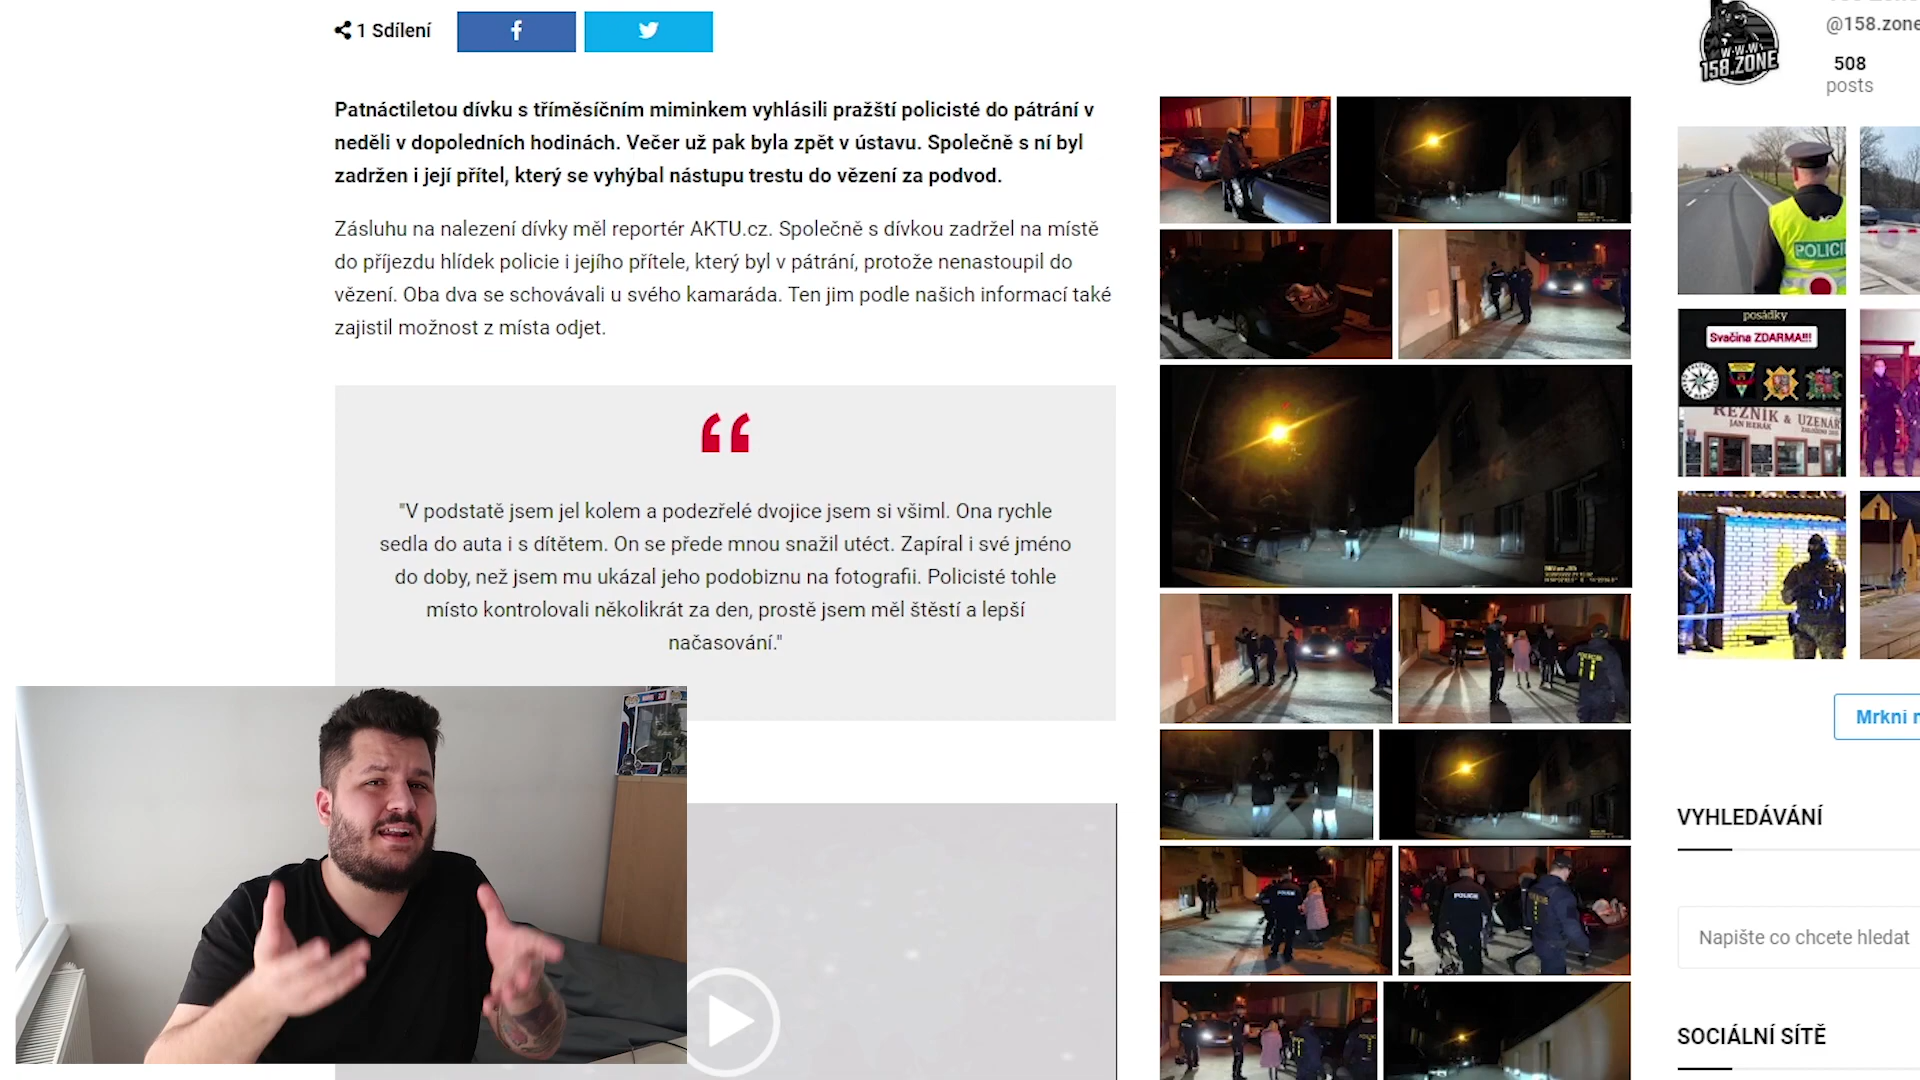 1 Sdílení
Patnáctiletou dívku s tříměsíčním miminkem vyhlásili pražští policisté do pátrání v
neděli v dopoledních hodinách. Večer už pak byla zpět v ústavu. Společně s ní byl
zadržen i její přítel, který se vyhýbal nástupu trestu do vězení za podvod.
Zásluhu na nalezení dívky měl reportér AKTU.cz. Společně s dívkou zadržel na místě
do příjezdu hlídek policie i jejího přítele, který byl v pátrání, protože nenastoupil do
vězení. Oba dva se schovávali u svého kamaráda. Ten jim podle našich informací také
zajistil možnost z místa odjet.
"V podstatě jsem jel kolem a podezřelé dvojice jsem si všiml. Ona rychle
sedla do auta i s dítětem. On se přede mnou snažil utéct. Zapíral i své jméno
do doby, než jsem mu ukázal jeho podobiznu na fotografii. Policisté tohle
místo kontrolovali několikrát za den, prostě jsem měl štěstí a lepší
načasování."
W.W.W.
158.ZONE
@158.zone
508
posts
POLICI
posádky
Svačina ZDARMA!!!
ŘEZNÍK & UZENÁ
JAN HERÁK
POLICIE
POLICIE
Mrkni n
VYHLEDÁVÁNÍ
Napište co chcete hledat
SOCIÁLNÍ SÍTĚ